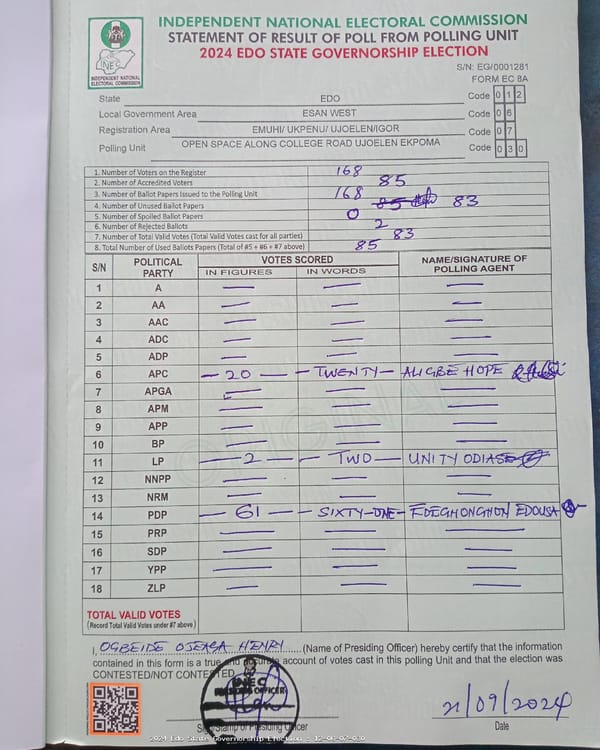 INDEPENDENT NATIONAL ELECTORAL COMMISSION
STATEMENT OF RESULT OF POLL FROM POLLING UNIT
2024 EDO STATE GOVERNORSHIP ELECTION
INEC
INDEPENDENT NATIONAL
ELECTORAL COMMISSION
S/N: EG/0001281
FORM EC 8A
State EDO Code 0 1 2
Local Government Area ESAN WEST Code 0 6
Registration Area EMUHI/ UKPENU/ UJOELEN/IGOR Code 0 7
Polling Unit OPEN SPACE ALONG COLLEGE ROAD UJOELEN EKPOMA Code 0 3 0
1. Number of Voters on the Register 168
2. Number of Accredited Voters 85
3. Number of Ballot Papers Issued to the Polling Unit 168
4. Number of Unused Ballot Papers 85 83
5. Number of Spoiled Ballot Papers 0
6. Number of Rejected Ballots 2
7. Number of Total Valid Votes (Total Valid Votes cast for all parties) 83
8. Total Number of Used Ballots Papers (Total of #5 + #6 + #7 above) 85
S/N POLITICAL PARTY VOTES SCORED NAME/SIGNATURE OF POLLING AGENT
IN FIGURES IN WORDS
1 A — — —
2 AA — — —
3 AAC — — —
4 ADC — — —
5 ADP — — —
6 APC — 20 — — TWENTY — ALIGBE HOPE
7 APGA — — —
8 APM — — —
9 APP — — —
10 BP — — —
11 LP — 2 — — TWO — UNITY ODIASE
12 NNPP — — —
13 NRM — — —
14 PDP — 61 — — SIXTY-ONE — EDEGHONGHON EDOUSA
15 PRP — — —
16 SDP — — —
17 YPP — — —
18 ZLP — — —
TOTAL VALID VOTES
(Record Total Valid Votes under #7 above)
I, OGBEIDE OJEAGA HENRY (Name of Presiding Officer) hereby certify that the information
contained in this form is a true and accurate account of votes cast in this polling Unit and that the election was
CONTESTED/NOT CONTESTED
INEC
PRESIDING OFFICER
21/09/2024
Sign/Stamp of Presiding Officer Date
2024 Edo State Governorship Election - 12-06-07-030